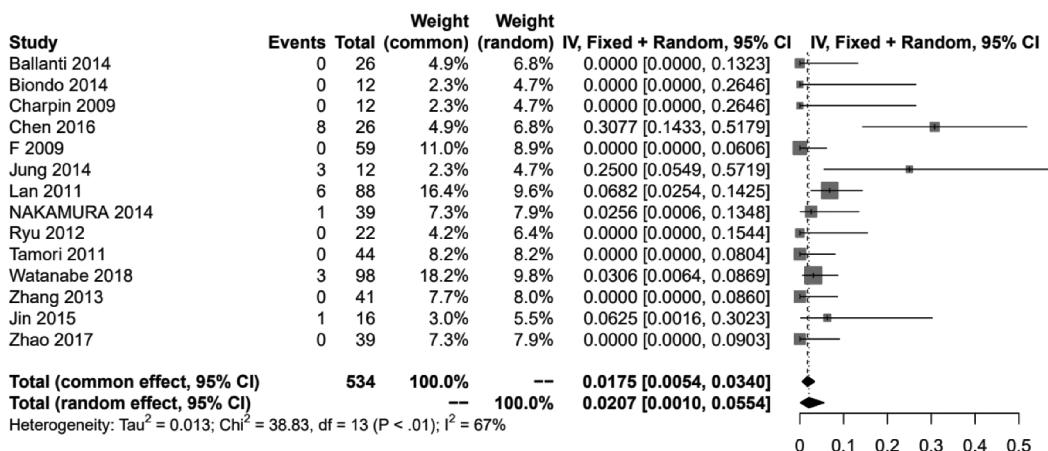 Weight Weight
Study Events Total (common) (random) IV, Fixed + Random, 95% CI IV, Fixed + Random, 95% CI
Ballanti 2014 0 26 4.9% 6.8% 0.0000 [0.0000, 0.1323]
Biondo 2014 0 12 2.3% 4.7% 0.0000 [0.0000, 0.2646]
Charpin 2009 0 12 2.3% 4.7% 0.0000 [0.0000, 0.2646]
Chen 2016 8 26 4.9% 6.8% 0.3077 [0.1433, 0.5179]
F 2009 0 59 11.0% 8.9% 0.0000 [0.0000, 0.0606]
Jung 2014 3 12 2.3% 4.7% 0.2500 [0.0549, 0.5719]
Lan 2011 6 88 16.4% 9.6% 0.0682 [0.0254, 0.1425]
NAKAMURA 2014 1 39 7.3% 7.9% 0.0256 [0.0006, 0.1348]
Ryu 2012 0 22 4.2% 6.4% 0.0000 [0.0000, 0.1544]
Tamori 2011 0 44 8.2% 8.2% 0.0000 [0.0000, 0.0804]
Watanabe 2018 3 98 18.2% 9.8% 0.0306 [0.0064, 0.0869]
Zhang 2013 0 41 7.7% 8.0% 0.0000 [0.0000, 0.0860]
Jin 2015 1 16 3.0% 5.5% 0.0625 [0.0016, 0.3023]
Zhao 2017 0 39 7.3% 7.9% 0.0000 [0.0000, 0.0903]
Total (common effect, 95% CI) 534 100.0% -- 0.0175 [0.0054, 0.0340]
Total (random effect, 95% CI) -- 100.0% 0.0207 [0.0010, 0.0554]
Heterogeneity: Tau² = 0.013; Chi² = 38.83, df = 13 (P < .01); I² = 67%
0 0.1 0.2 0.3 0.4 0.5